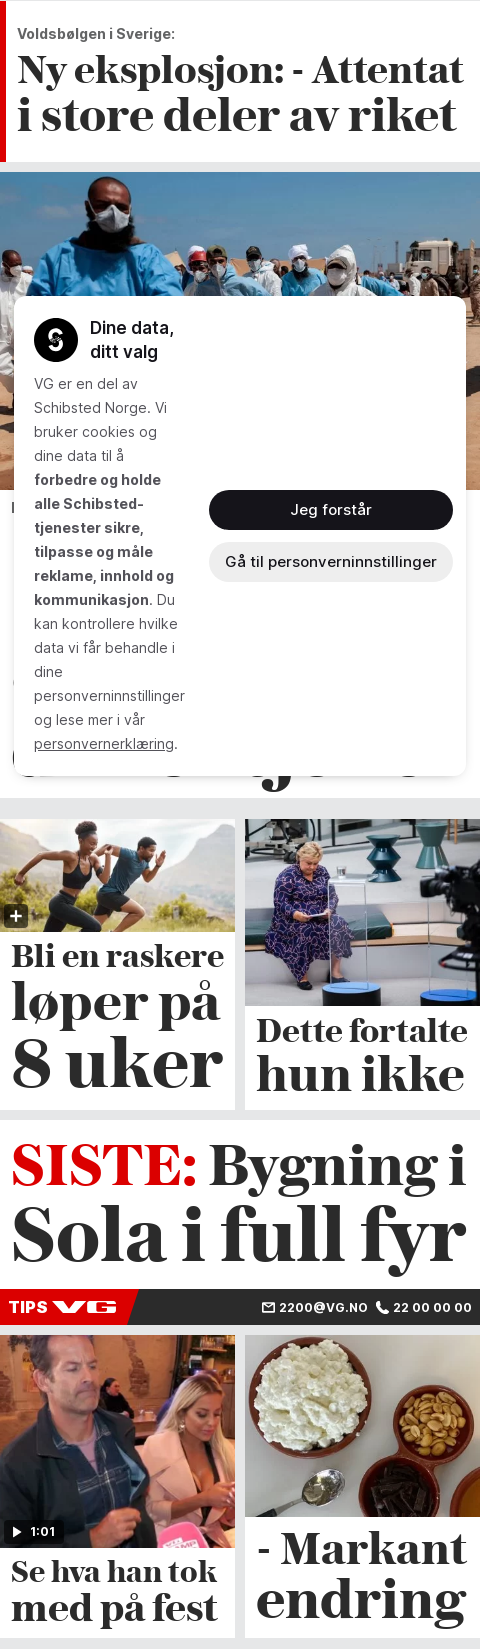 Voldsbølgen i Sverige:
Ny eksplosjon: - Attentat
i store deler av riket
Dine data,
ditt valg
VG er en del av
Schibsted Norge. Vi
bruker cookies og
dine data til å
forbedre og holde
alle Schibsted-
tjenester sikre,
tilpasse og måle
reklame, innhold og
kommunikasjon. Du
kan kontrollere hvilke
data vi får behandle i
dine
personverninnstillinger
og lese mer i vår
personvernerklæring.
Jeg forstår
Gå til personverninnstillinger
Bli en raskere
løper på
8 uker
Dette fortalte
hun ikke
SISTE: Bygning i
Sola i full fyr
TIPS VG
2200@VG.NO 22 00 00 00
1:01
Se hva han tok
med på fest
- Markant
endring